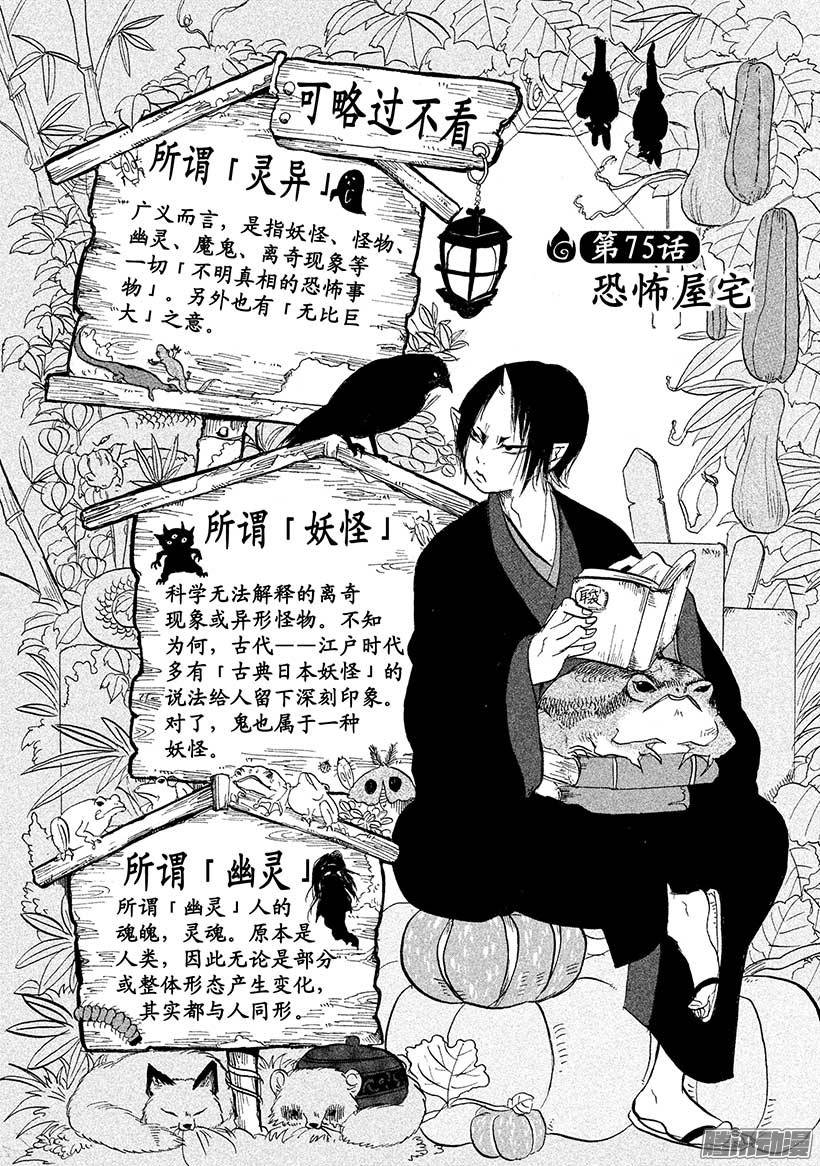 可略过不看
所谓「灵异」
广义而言，是指妖怪、怪物、
幽灵、魔鬼、离奇现象等
一切「不明真相的恐怖事
物」。另外也有「无比巨
大」之意。
第75话
恐怖屋宅
所谓「妖怪」
科学无法解释的离奇
现象或异形怪物。不知
为何，古代——江户时代
多有「古典日本妖怪」的
说法给人留下深刻印象。
对了，鬼也属于一种
妖怪。
所谓「幽灵」
所谓「幽灵」人的
魂魄，灵魂。原本是
人类，因此无论是部分
或整体形态产生变化，
其实都与人同形。
腾讯动漫